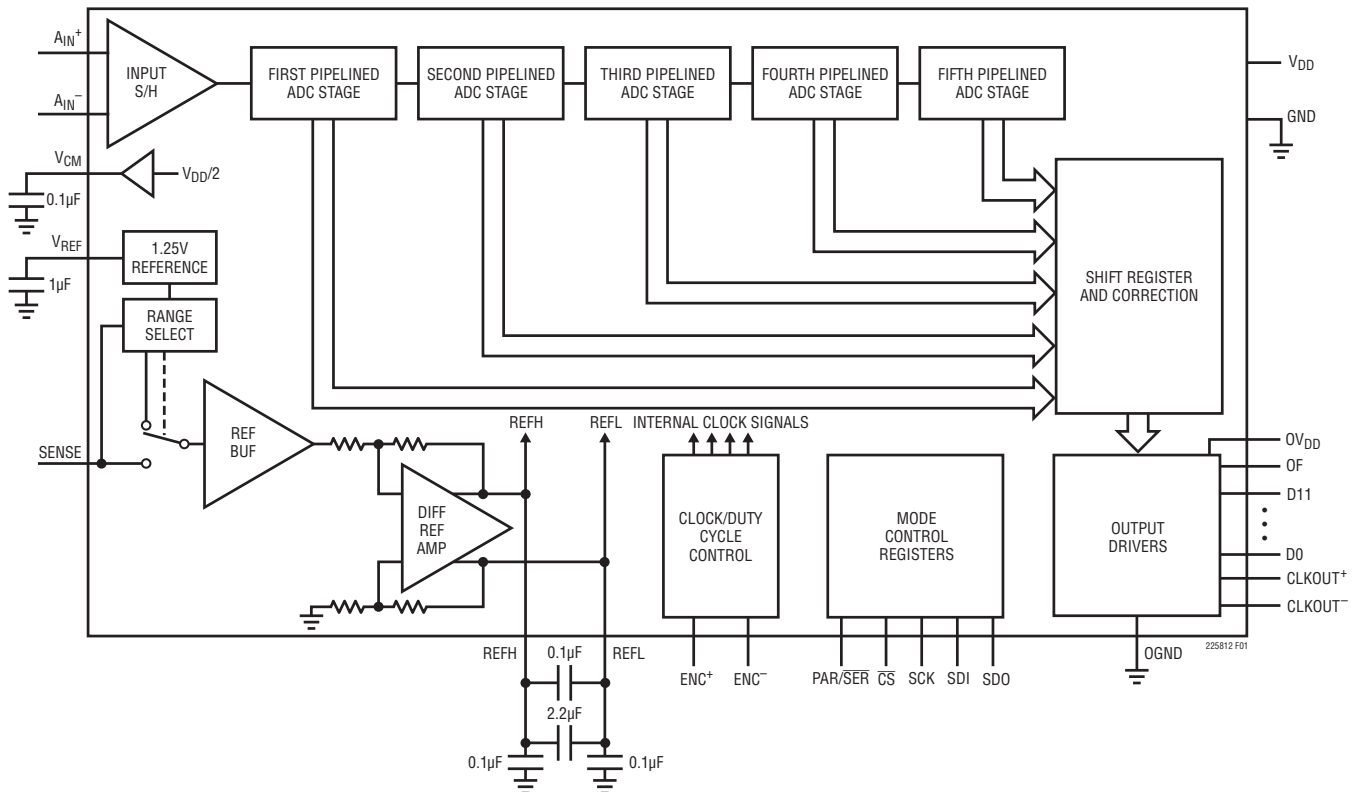 AIN+
AIN−
INPUT
S/H
FIRST PIPELINED
ADC STAGE
SECOND PIPELINED
ADC STAGE
THIRD PIPELINED
ADC STAGE
FOURTH PIPELINED
ADC STAGE
FIFTH PIPELINED
ADC STAGE
VDD
GND
VCM
VDD/2
0.1µF
VREF
1.25V
REFERENCE
1µF
RANGE
SELECT
SHIFT REGISTER
AND CORRECTION
SENSE
REF
BUF
REFH
REFL
INTERNAL CLOCK SIGNALS
DIFF
REF
AMP
CLOCK/DUTY
CYCLE
CONTROL
MODE
CONTROL
REGISTERS
OUTPUT
DRIVERS
OVDD
OF
D11
D0
CLKOUT+
CLKOUT−
225812 F01
REFH
0.1µF
REFL
ENC+
ENC−
PAR/SER
CS
SCK
SDI
SDO
OGND
2.2µF
0.1µF
0.1µF